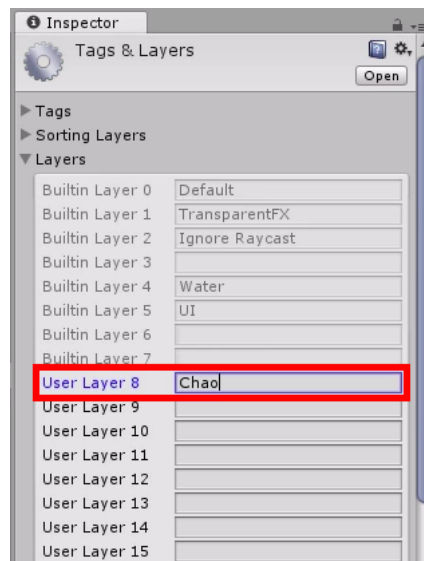 Inspector
Tags & Layers
Open
Tags
Sorting Layers
Layers
Builtin Layer 0 Default
Builtin Layer 1 TransparentFX
Builtin Layer 2 Ignore Raycast
Builtin Layer 3
Builtin Layer 4 Water
Builtin Layer 5 UI
Builtin Layer 6
Builtin Layer 7
User Layer 8 Chao
User Layer 9
User Layer 10
User Layer 11
User Layer 12
User Layer 13
User Layer 14
User Layer 15